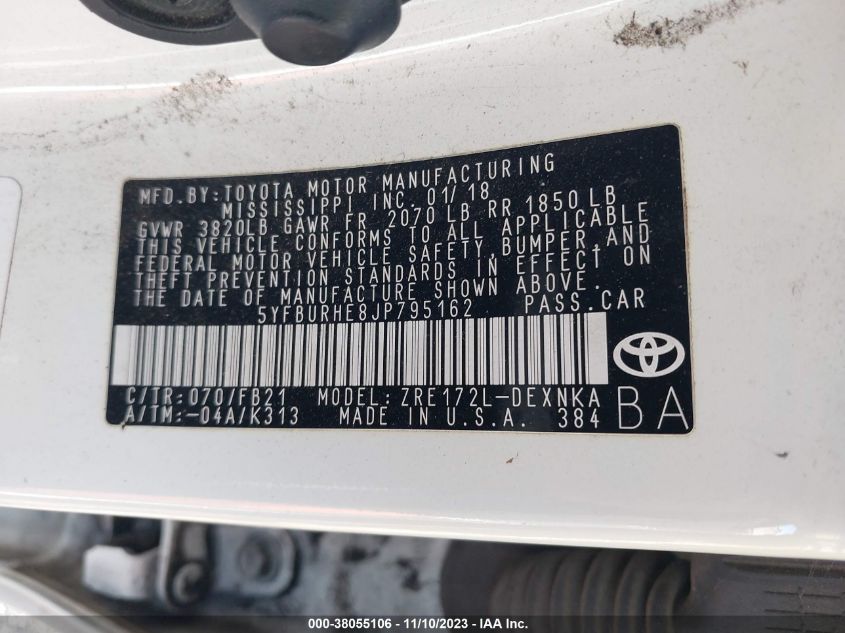 MFD. BY: TOYOTA MOTOR MANUFACTURING
MISSISSIPPI INC. 01/18
GVWR 3820LB GAWR FR 2070 LB RR 1850 LB
THIS VEHICLE CONFORMS TO ALL APPLICABLE
FEDERAL MOTOR VEHICLE SAFETY, BUMPER, AND
THEFT PREVENTION STANDARDS IN EFFECT ON
THE DATE OF MANUFACTURE SHOWN ABOVE.
5YFBURHE8JP795162 PASS. CAR
C/TR: 070/FB21 MODEL: ZRE172L-DEXNKA
A/TM: -04A/K313 MADE IN U.S.A. 384
BA
000-38055106 - 11/10/2023 - IAA Inc.